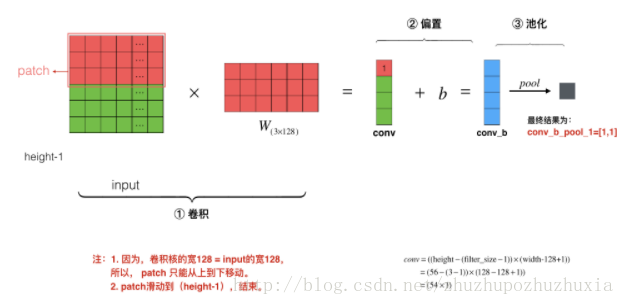 ② 偏置
③ 池化
...
...
...
...
...
...
patch
×
1
=
+
b
=
pool
W(3×128)
conv
conv_b
最终结果为：
conv_b_pool_1=[1,1]
height-1
input
① 卷积
注：1. 因为，卷积核的宽128 = input的宽128，
所以， patch 只能从上到下移动。
2. patch滑动到（height-1），结束。
conv = ((height−(filter_size−1))×(width-128+1))
= (56−(3−1))×(128−128+1))
= (54×3)
http://blog.csdn.net/zhuzhupozhuzhuxia